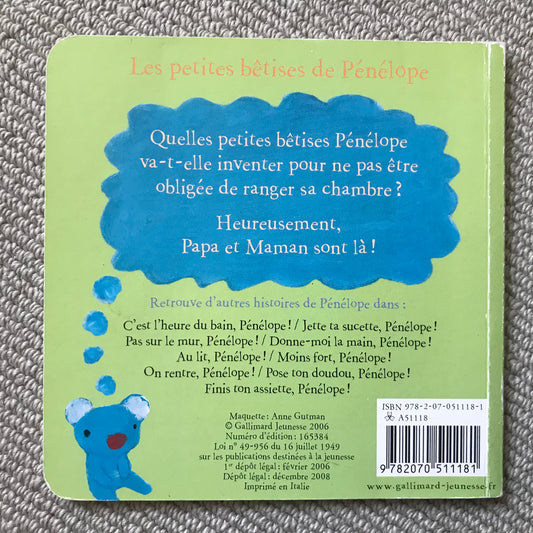 Les petites bêtises de Pénélope
Quelles petites bêtises Pénélope
va-t-elle inventer pour ne pas être
obligée de ranger sa chambre ?
Heureusement,
Papa et Maman sont là !
Retrouve d'autres histoires de Pénélope dans :
C'est l'heure du bain, Pénélope ! / Jette ta sucette, Pénélope !
Pas sur le mur, Pénélope ! / Donne-moi la main, Pénélope !
Au lit, Pénélope ! / Moins fort, Pénélope !
On rentre, Pénélope ! / Pose ton doudou, Pénélope !
Finis ton assiette, Pénélope !
Maquette : Anne Gutman
© Gallimard Jeunesse 2006
Numéro d'édition : 165384
Loi n° 49-956 du 16 juillet 1949
sur les publications destinées à la jeunesse
1er dépôt légal : février 2006
Dépôt légal : décembre 2008
Imprimé en Italie
ISBN 978-2-07-051118-1
A51118
9 782070 511181
www.gallimard-jeunesse.fr